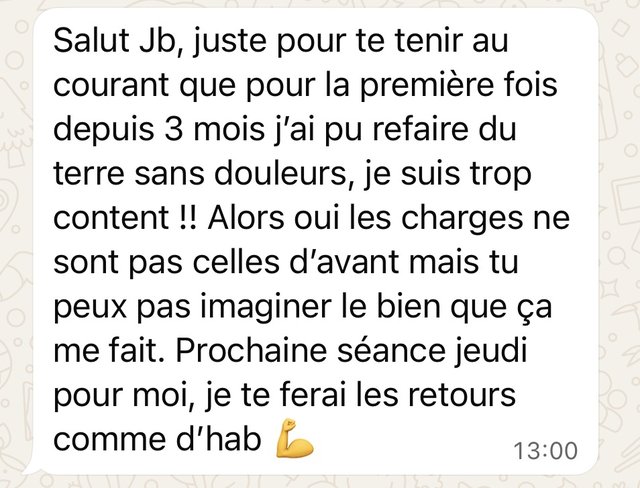 Salut Jb, juste pour te tenir au
courant que pour la première fois
depuis 3 mois j’ai pu refaire du
terre sans douleurs, je suis trop
content !! Alors oui les charges ne
sont pas celles d’avant mais tu
peux pas imaginer le bien que ça
me fait. Prochaine séance jeudi
pour moi, je te ferai les retours
comme d’hab 💪
13:00